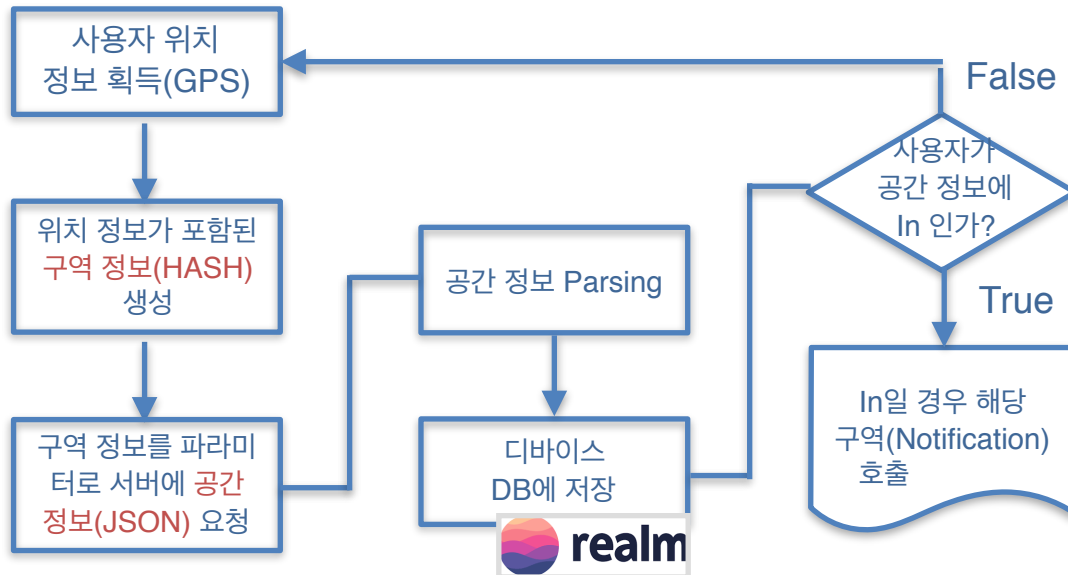 사용자 위치
정보 획득(GPS)
위치 정보가 포함된
구역 정보(HASH)
생성
구역 정보를 파라미
터로 서버에 공간
정보(JSON) 요청
공간 정보 Parsing
디바이스
DB에 저장
realm
False
사용자가
공간 정보에
In 인가?
True
In일 경우 해당
구역(Notification)
호출